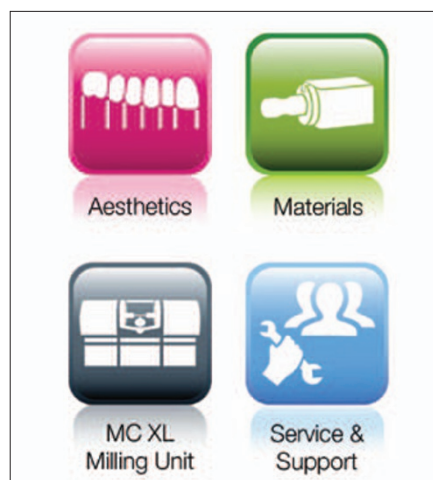 Aesthetics
Materials
MC XL
Milling Unit
Service &
Support